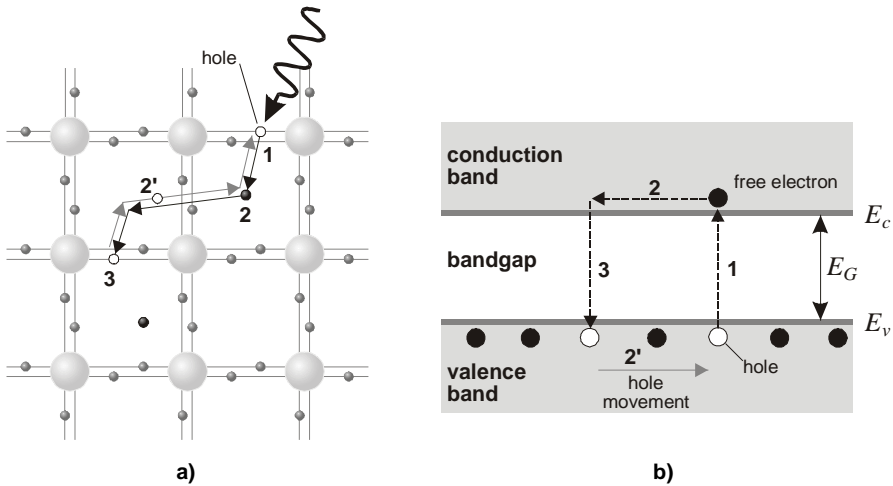 hole
1
2'
2
3
a)
conduction
band
2
free electron
E_c
bandgap
3
1
E_G
E_v
2'
hole
movement
hole
valence
band
b)